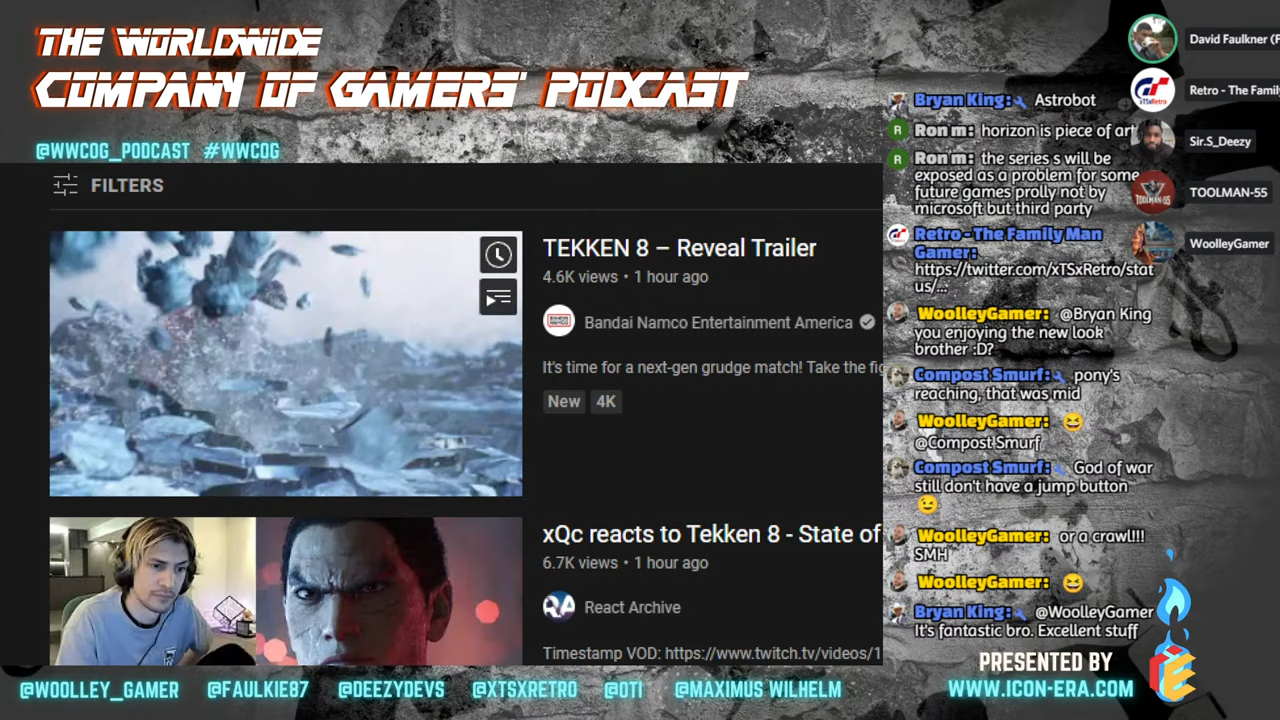 THE WORLDWIDE
COMPANY OF GAMERS' PODCAST
@WWCOG_PODCAST #WWCOG
FILTERS
TEKKEN 8 – Reveal Trailer
4.6K views • 1 hour ago
Bandai Namco Entertainment America
It's time for a next-gen grudge match! Take the fig
New 4K
xQc reacts to Tekken 8 - State of
6.7K views • 1 hour ago
React Archive
Timestamp VOD: https://www.twitch.tv/videos/1
Bryan King: Astrobot
R Ron m: horizon is piece of art
R Ron m: the series s will be
exposed as a problem for some
future games prolly not by
microsoft but third party
Retro - The Family Man
Gamer:
https://twitter.com/xTSxRetro/stat
us/...
WoolleyGamer: @Bryan King
you enjoying the new look
brother :D?
Compost Smurf: pony's
reaching, that was mid
WoolleyGamer: 😆
@Compost Smurf
Compost Smurf: God of war
still don't have a jump button
😉
WoolleyGamer: or a crawl!!!
SMH
WoolleyGamer: 😆
Bryan King: @WoolleyGamer
It's fantastic bro. Excellent stuff
David Faulkner (F
Retro - The Family
Sir.S_Deezy
TOOLMAN-55
WoolleyGamer
PRESENTED BY
WWW.ICON-ERA.COM
@WOOLLEY_GAMER @FAULKIE87 @DEEZYDEVS @XTSXRETRO @OTI @MAXIMUS WILHELM